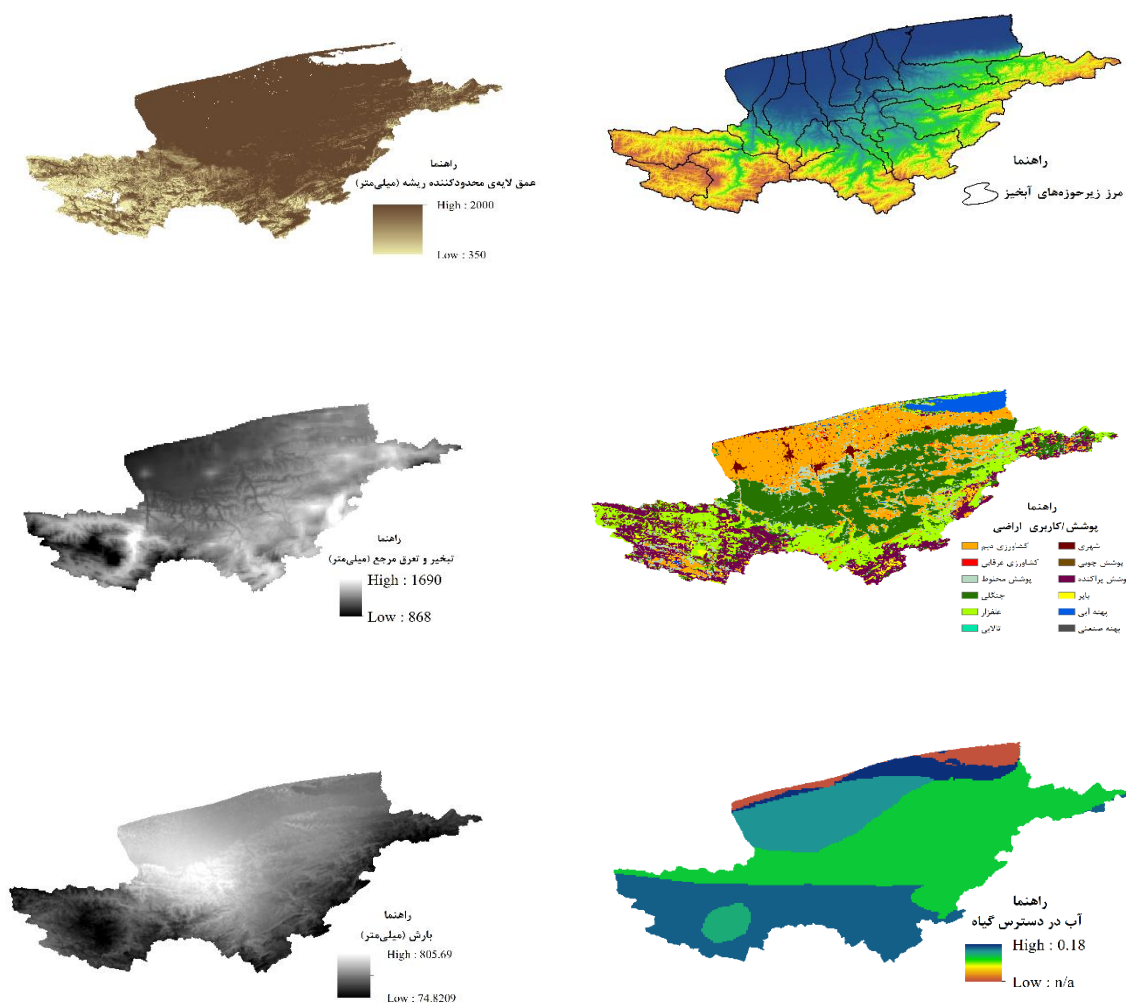 راهنما
عمق لایه‌ی محدودکننده ریشه (میلی‌متر)
High : 2000
Low : 350
راهنما
مرز زیرحوزه‌های آبخیز
راهنما
تبخیر و تعرق مرجع (میلی‌متر)
High : 1690
Low : 868
راهنما
پوشش/کاربری اراضی
کشاورزی دیم
شهری
کشاورزی غرقابی
پوشش چوبی
پوشش مخلوط
پوشش پراکنده
جنگلی
بایر
علفزار
پهنه آبی
تالابی
پهنه صنعتی
راهنما
بارش (میلی‌متر)
High : 805.69
Low : 74.8209
راهنما
آب در دسترس گیاه
High : 0.18
Low : n/a